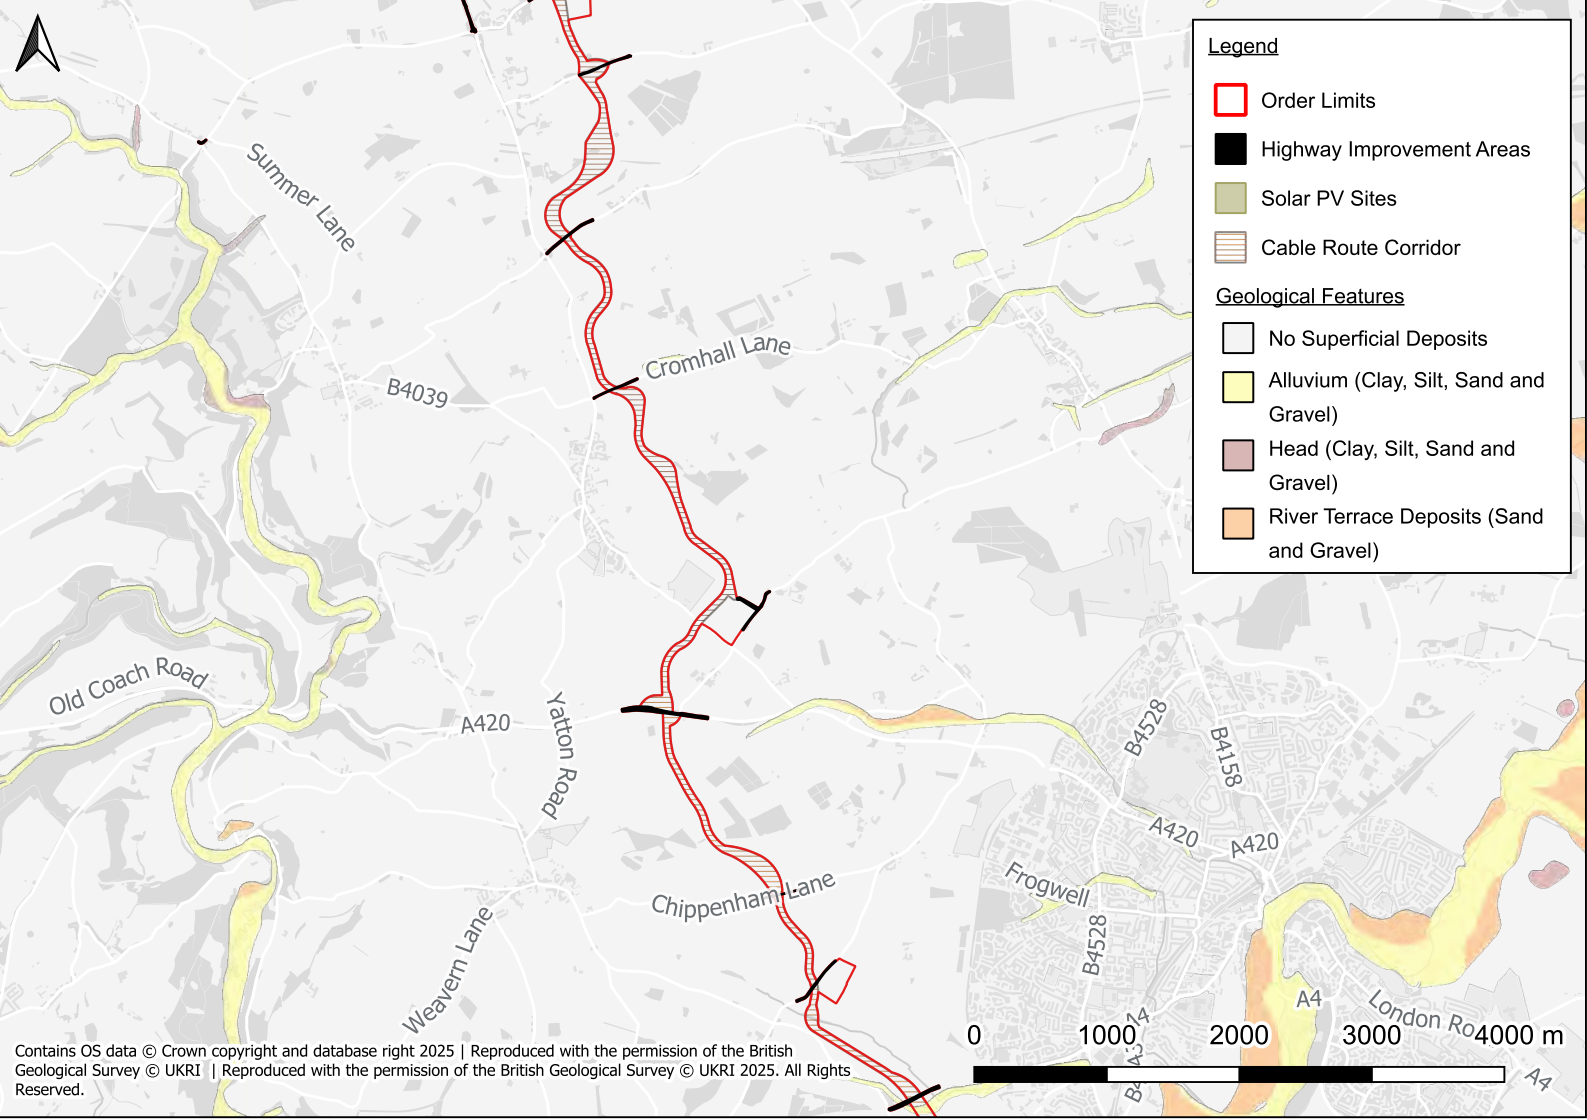 Legend
Order Limits
Highway Improvement Areas
Solar PV Sites
Cable Route Corridor
Geological Features
No Superficial Deposits
Alluvium (Clay, Silt, Sand and
Gravel)
Head (Clay, Silt, Sand and
Gravel)
River Terrace Deposits (Sand
and Gravel)
Summer Lane
Cromhall Lane
B4039
Old Coach Road
A420
Yatton Road
B4528
B4158
A420
A420
Chippenham Lane
Frogwell
Weavern Lane
B4528
A4
London Ro
A4
0 1000 2000 3000 4000 m
Contains OS data © Crown copyright and database right 2025 | Reproduced with the permission of the British
Geological Survey © UKRI | Reproduced with the permission of the British Geological Survey © UKRI 2025. All Rights
Reserved.